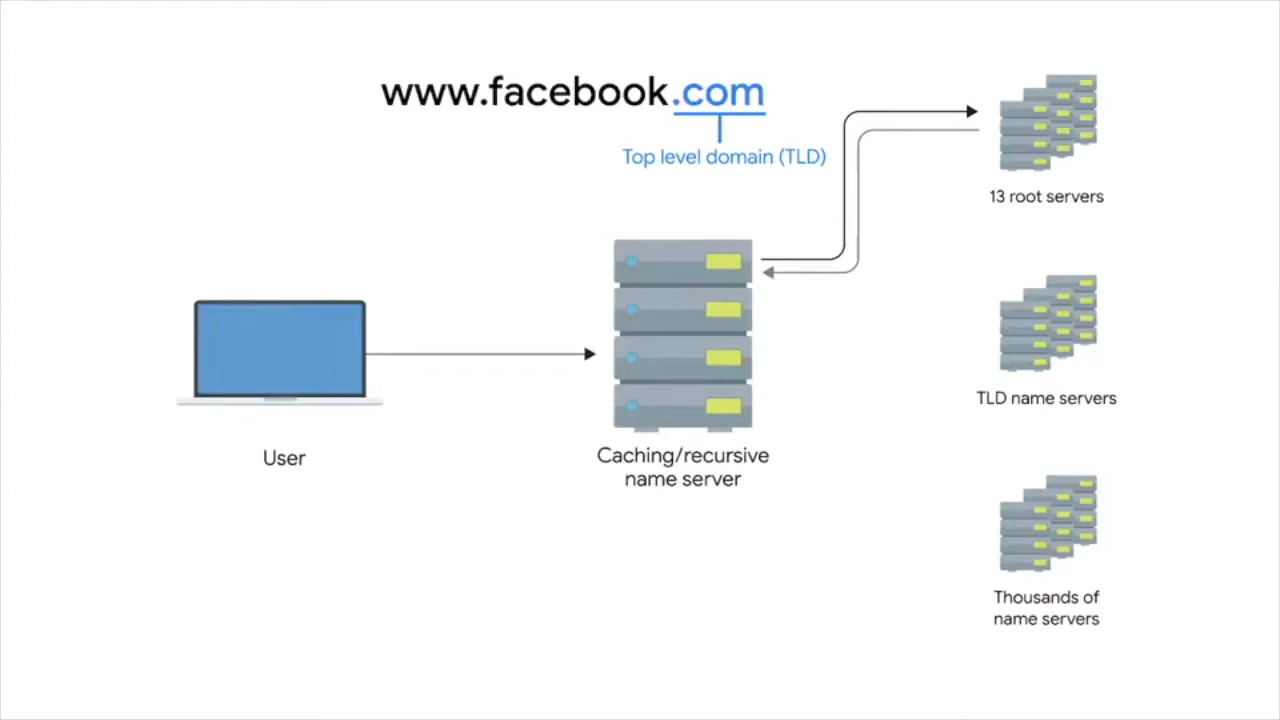 www.facebook.com
Top level domain (TLD)
13 root servers
TLD name servers
User
Caching/recursive
name server
Thousands of
name servers